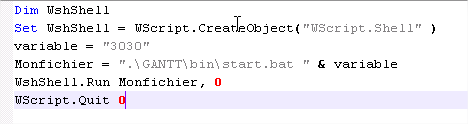 Dim WshShell
Set WshShell = WScript.CreateObject("WScript.Shell" )
variable = "3030"
Monfichier = ".\GANTT\bin\start.bat " & variable
WshShell.Run Monfichier, 0
WScript.Quit 0